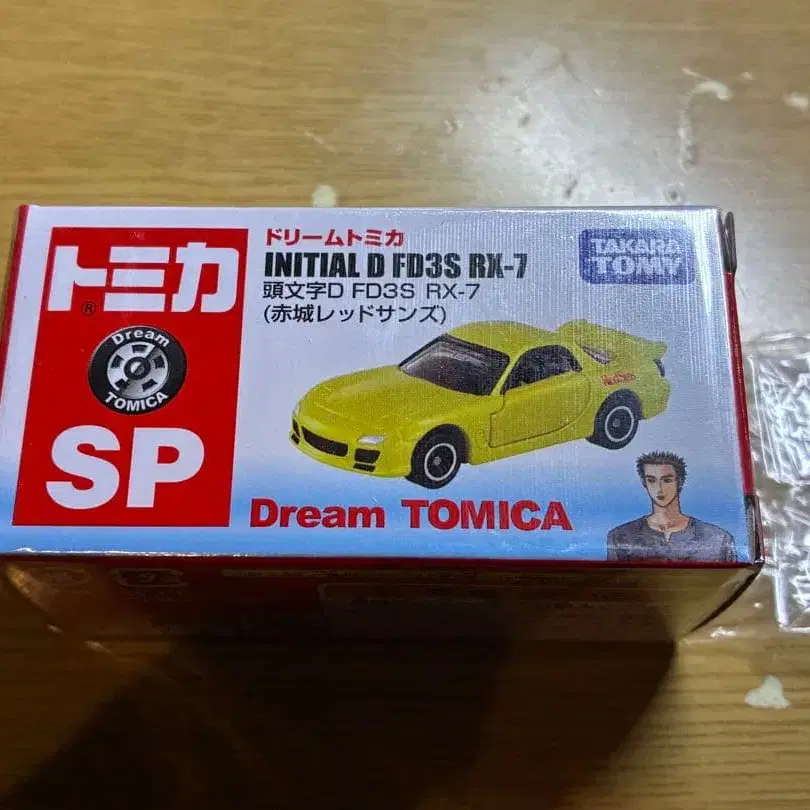 トミカ
®
Dream
TOMICA
SP
ドリームトミカ
INITIAL D FD3S RX-7
頭文字D FD3S RX-7
(赤城レッドサンズ)
TAKARA
TOMY
RedSuns
Dream TOMICA